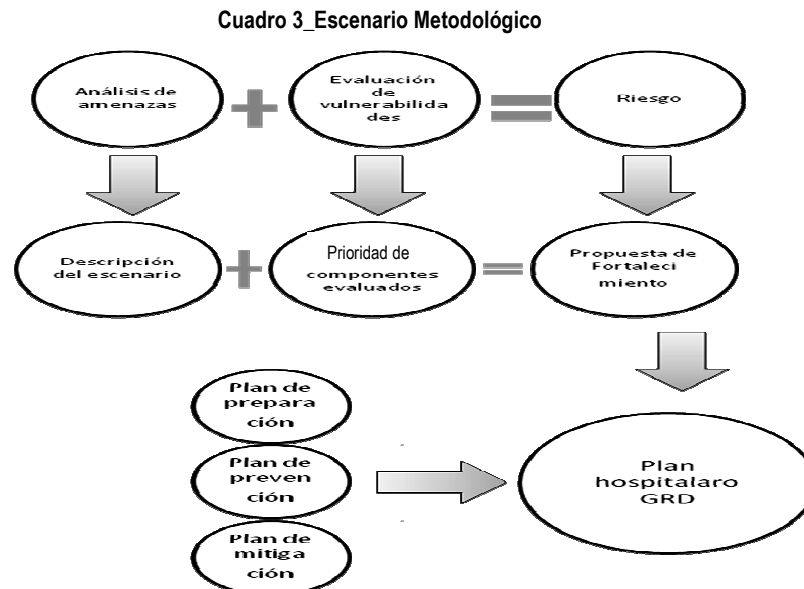 Cuadro 3_Escenario Metodológico
Análisis de
amenazas
Evaluación
de
vulnerabilida
des
Riesgo
Descripción
del escenario
Prioridad de
componentes
evaluados
Propuesta de
Fortaleci
miento
Plan de
prepara
ción
Plan de
preven
ción
Plan de
mitiga
ción
Plan
hospitalaro
GRD